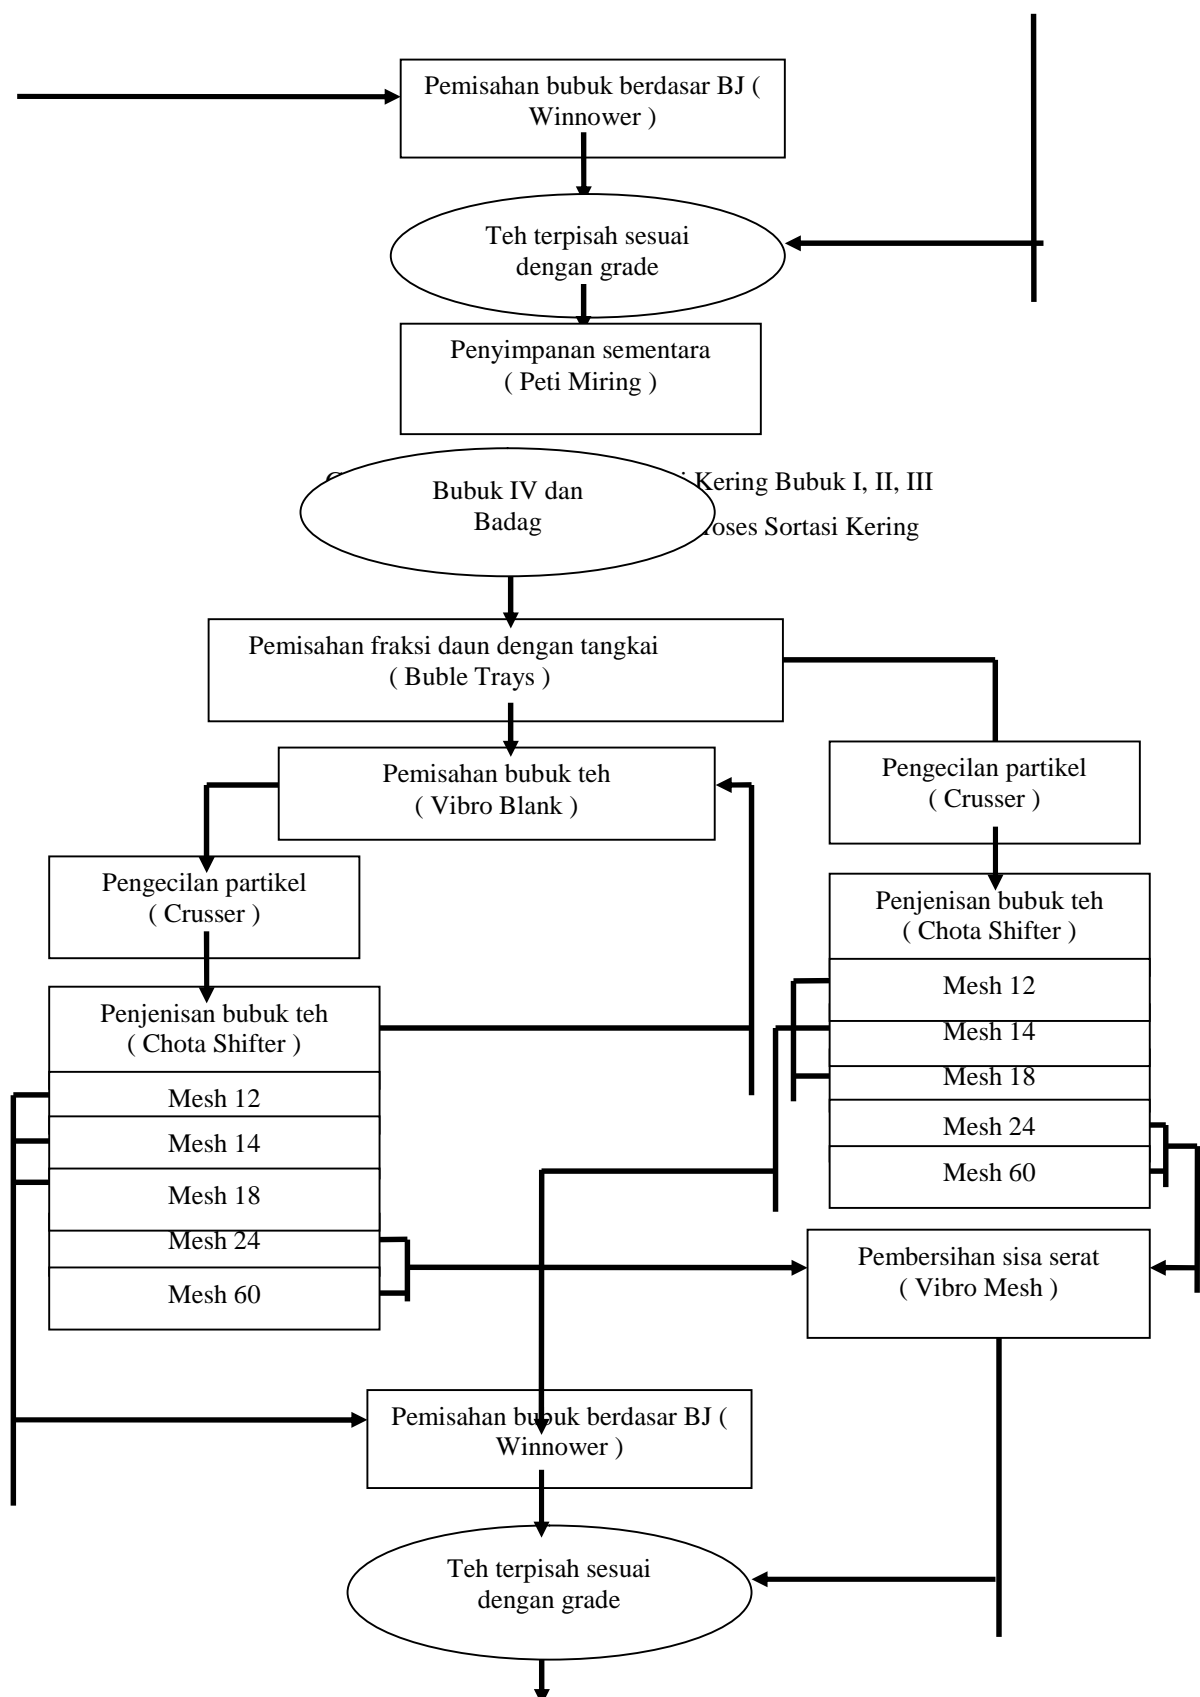 Pemisahan bubuk berdasar BJ (
Winnower )
Teh terpisah sesuai
dengan grade
Penyimpanan sementara
( Peti Miring )
Kering Bubuk I, II, III
Bubuk IV dan
Badag
Sortasi Kering
Pemisahan fraksi daun dengan tangkai
( Buble Trays )
Pemisahan bubuk teh
( Vibro Blank )
Pengecilan partikel
( Crusser )
Pengecilan partikel
( Crusser )
Penjenisan bubuk teh
( Chota Shifter )
Mesh 12
Mesh 14
Mesh 18
Mesh 24
Mesh 60
Penjenisan bubuk teh
( Chota Shifter )
Mesh 12
Mesh 14
Mesh 18
Mesh 24
Mesh 60
Pembersihan sisa serat
( Vibro Mesh )
Pemisahan bubuk berdasar BJ (
Winnower )
Teh terpisah sesuai
dengan grade